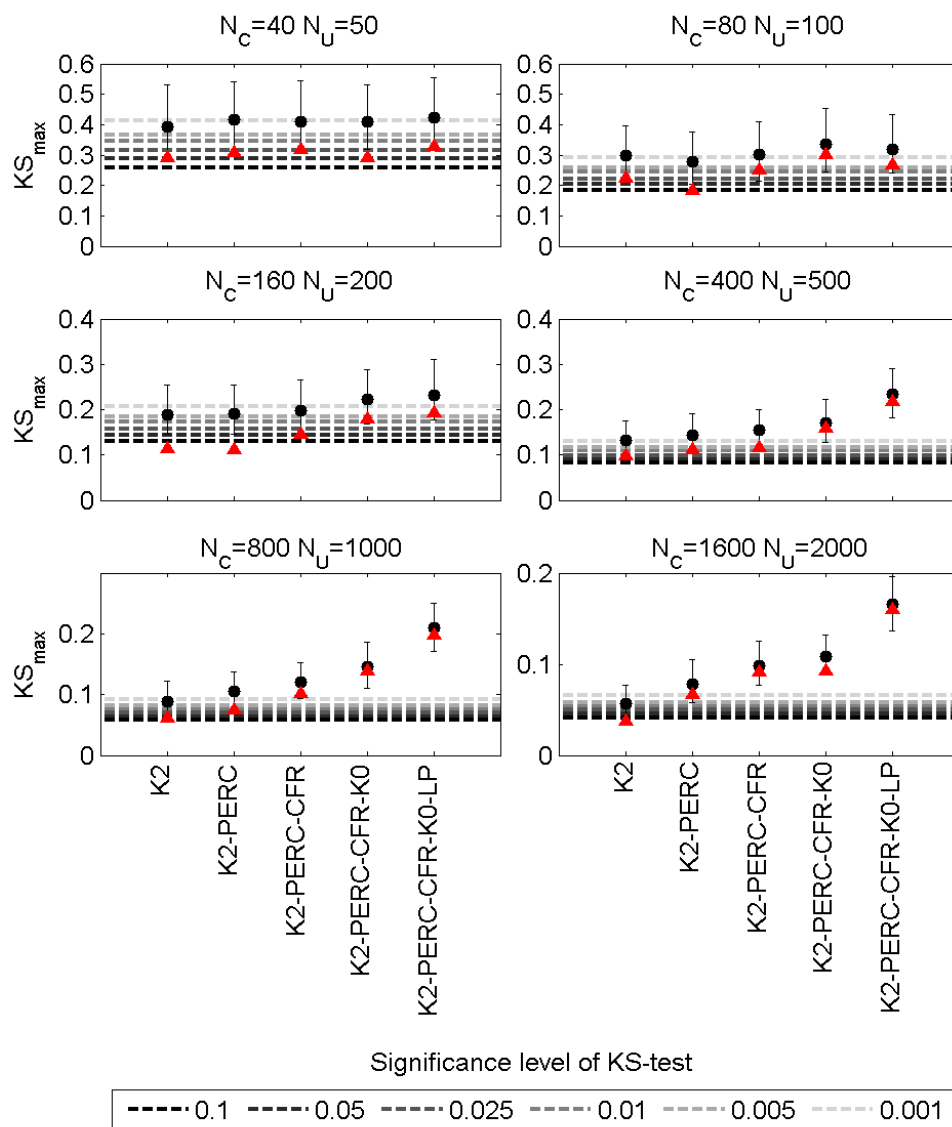 N_C=40 N_U=50
N_C=80 N_U=100
0.6
0.5
0.4
0.3
0.2
0.1
0
KS_max
0.6
0.5
0.4
0.3
0.2
0.1
0
N_C=160 N_U=200
N_C=400 N_U=500
0.4
0.3
0.2
0.1
0
KS_max
0.4
0.3
0.2
0.1
0
N_C=800 N_U=1000
N_C=1600 N_U=2000
0.2
0.1
0
KS_max
0.2
0.1
0
K2
K2-PERC
K2-PERC-CFR
K2-PERC-CFR-K0
K2-PERC-CFR-K0-LP
K2
K2-PERC
K2-PERC-CFR
K2-PERC-CFR-K0
K2-PERC-CFR-K0-LP
Significance level of KS-test
0.1 0.05 0.025 0.01 0.005 0.001